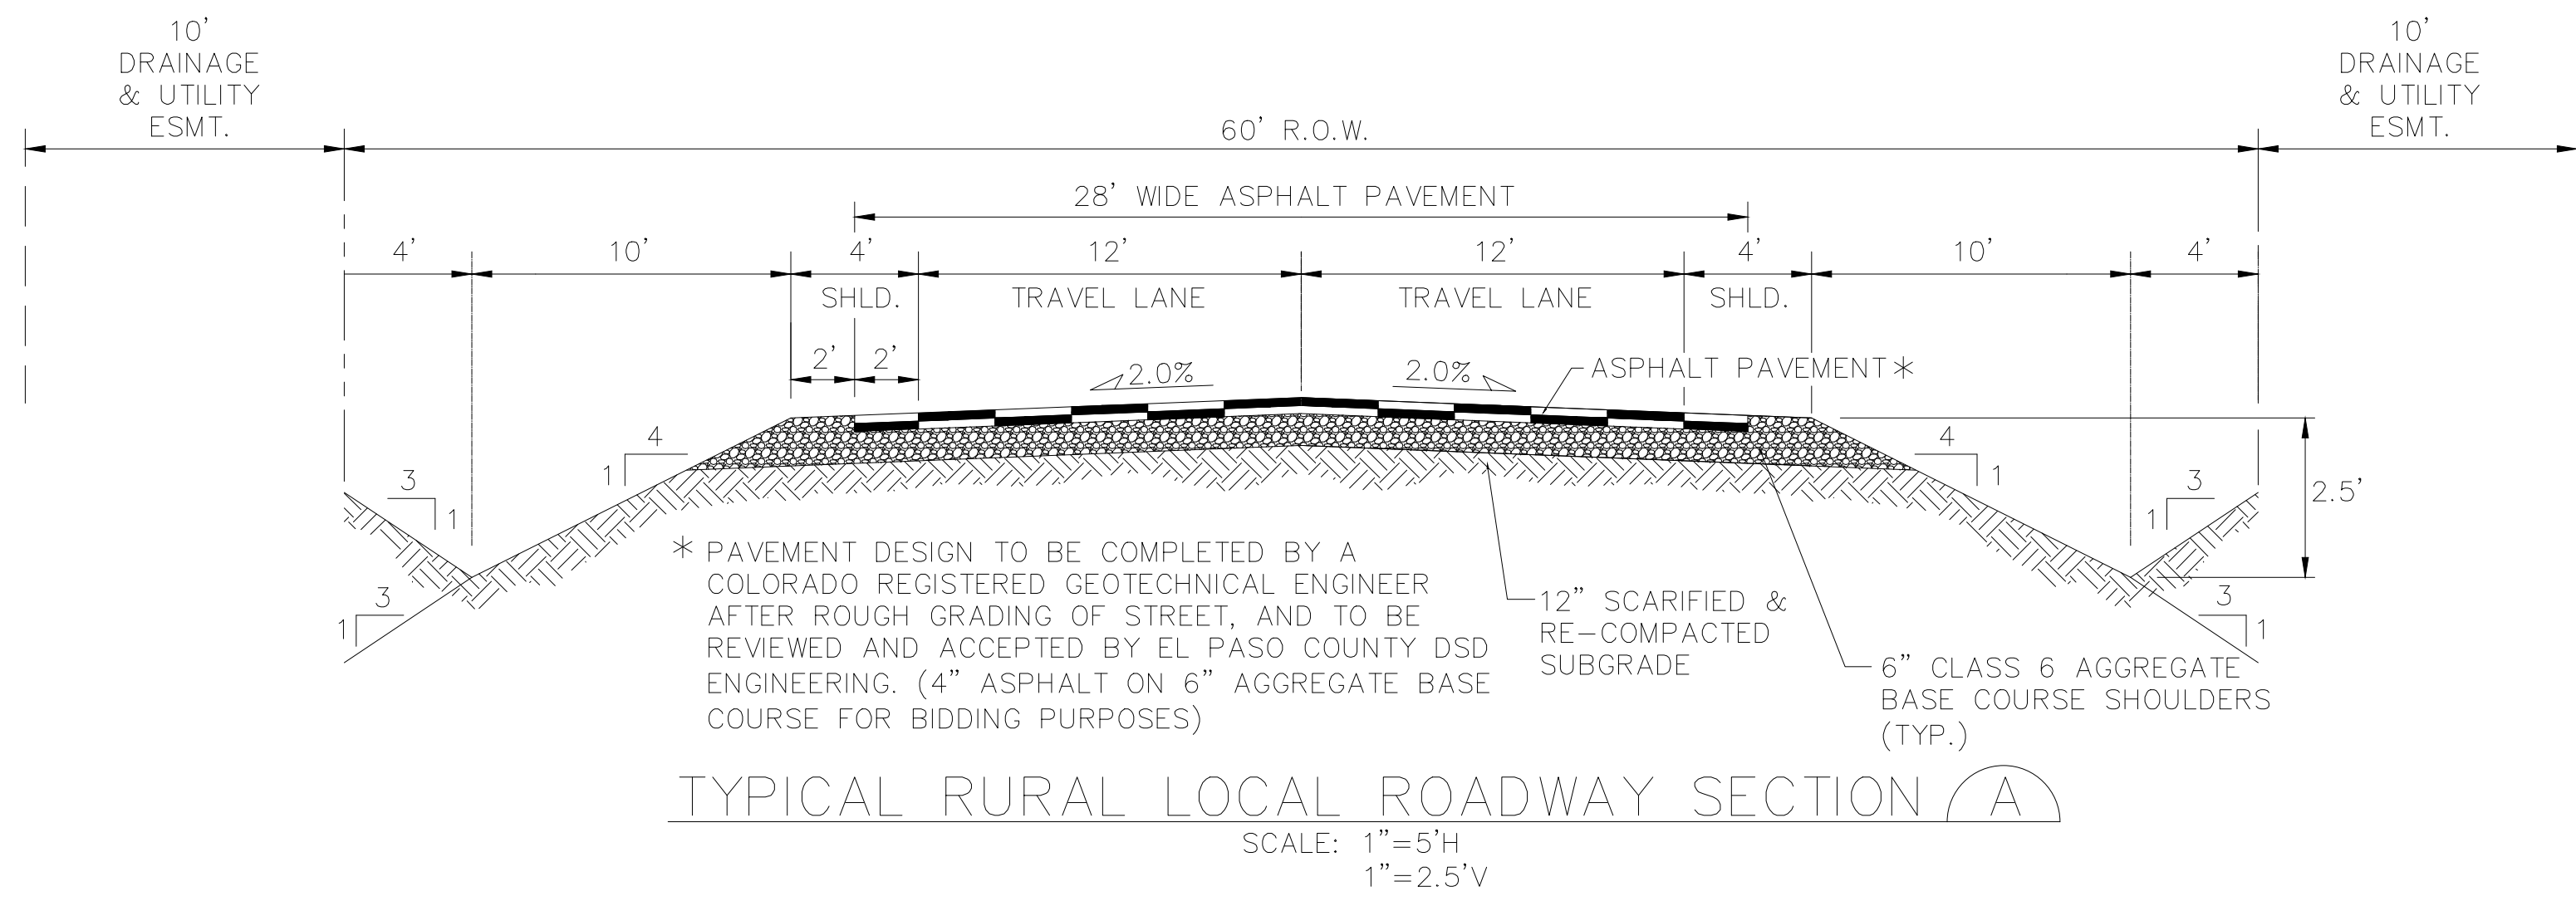 10'
DRAINAGE
& UTILITY
ESMT.
10'
DRAINAGE
& UTILITY
ESMT.
60' R.O.W.
28' WIDE ASPHALT PAVEMENT
4'
10'
4'
12'
12'
4'
10'
4'
SHLD.
TRAVEL LANE
TRAVEL LANE
SHLD.
2'
2'
2.0%
2.0%
ASPHALT PAVEMENT*
4
1
3
1
3
1
4
1
3
1
3
1
2.5'
* PAVEMENT DESIGN TO BE COMPLETED BY A
COLORADO REGISTERED GEOTECHNICAL ENGINEER
AFTER ROUGH GRADING OF STREET, AND TO BE
REVIEWED AND ACCEPTED BY EL PASO COUNTY DSD
ENGINEERING. (4" ASPHALT ON 6" AGGREGATE BASE
COURSE FOR BIDDING PURPOSES)
12" SCARIFIED &
RE-COMPACTED
SUBGRADE
6" CLASS 6 AGGREGATE
BASE COURSE SHOULDERS
(TYP.)
TYPICAL RURAL LOCAL ROADWAY SECTION A
SCALE: 1"=5'H
1"=2.5'V